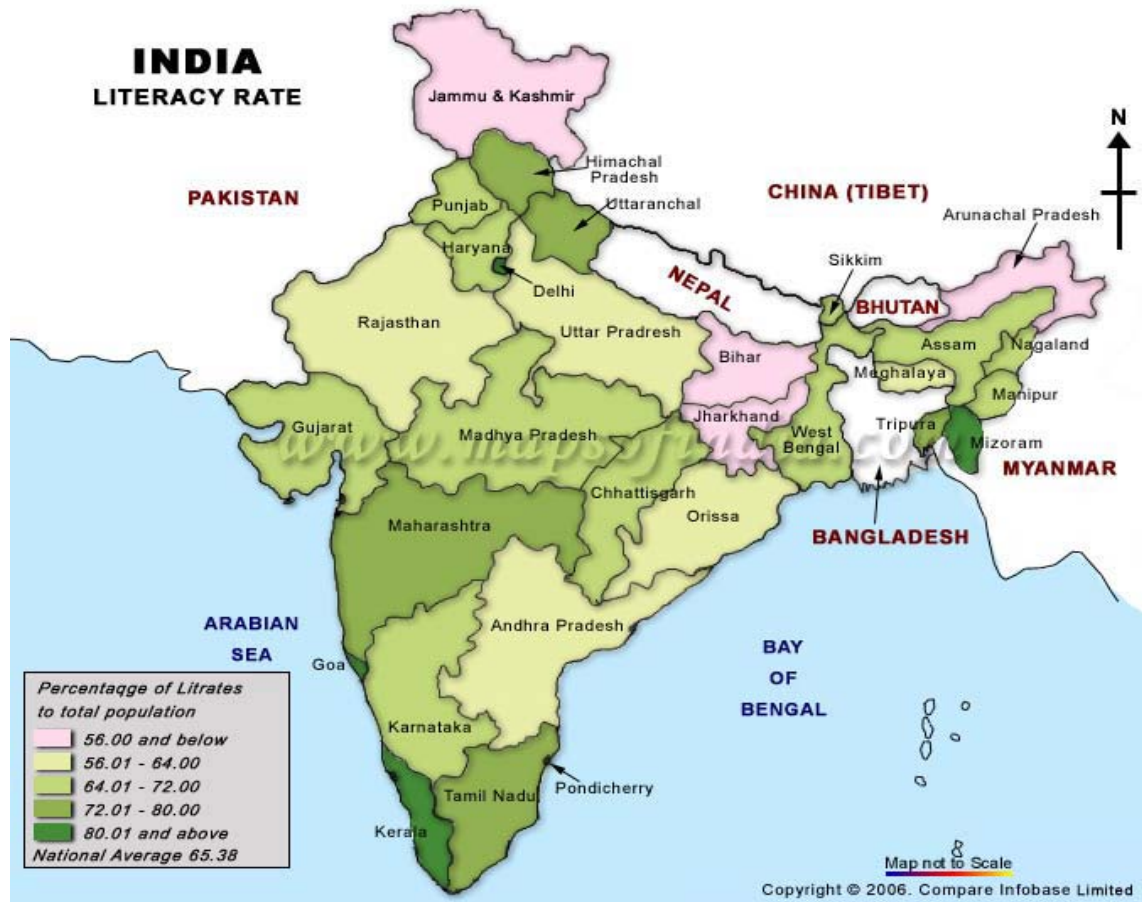 INDIA
LITERACY RATE
N
Jammu & Kashmir
Himachal
Pradesh
PAKISTAN
CHINA (TIBET)
Punjab
Uttaranchal
Arunachal Pradesh
Haryana
Sikkim
Delhi
NEPAL
BHUTAN
Rajasthan
Uttar Pradresh
Assam
Nagaland
Bihar
Meghalaya
Manipur
Jharkhand
Gujarat
Madhya Pradesh
West
Bengal
Tripura
Mizoram
www.mapsofindia.com
MYANMAR
Chhattisgarh
Orissa
Maharashtra
BANGLADESH
ARABIAN
SEA
Andhra Pradesh
BAY
OF
BENGAL
Goa
Karnataka
Pondicherry
Tamil Nadu
Kerala
Percentaqge of Litrates
to total population
56.00 and below
56.01 - 64.00
64.01 - 72.00
72.01 - 80.00
80.01 and above
National Average 65.38
Map not to Scale
Copyright © 2006. Compare Infobase Limited